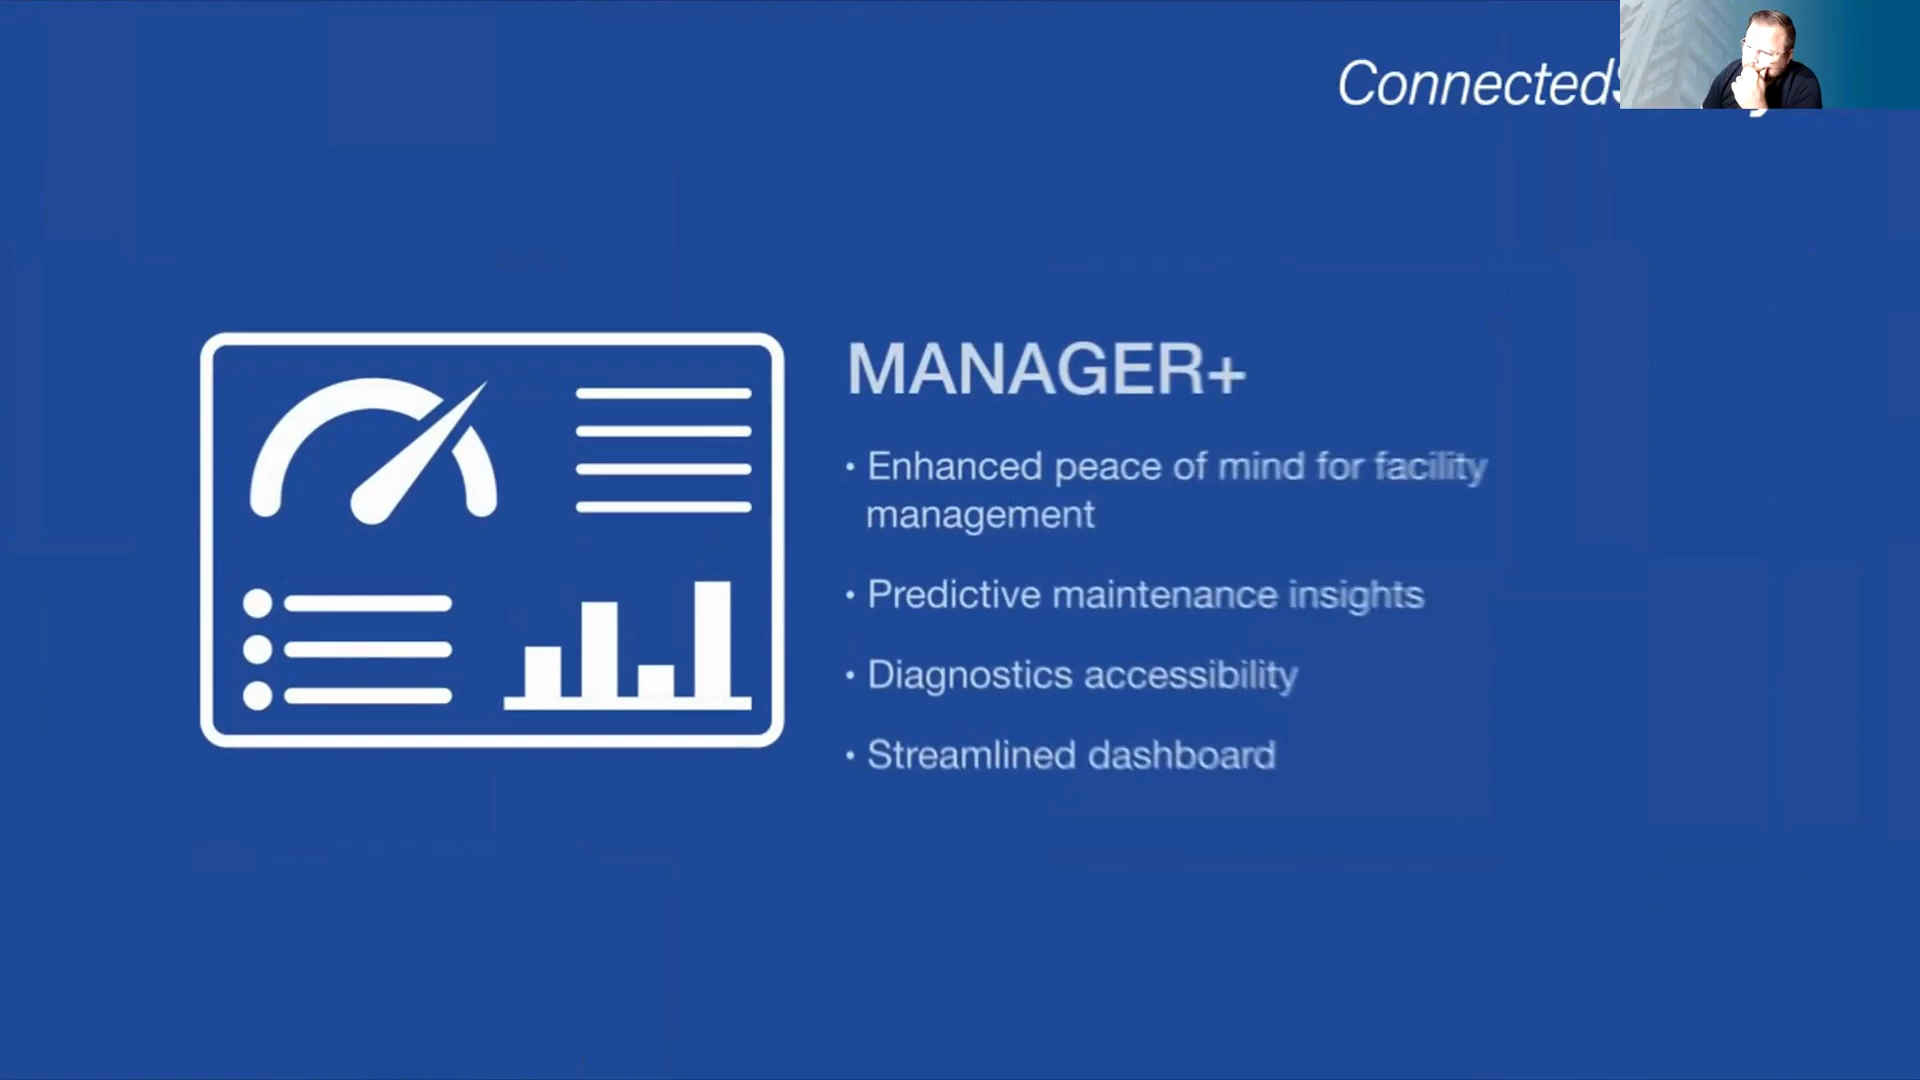 Connected
MANAGER+
• Enhanced peace of mind for facility
management
• Predictive maintenance insights
• Diagnostics accessibility
• Streamlined dashboard